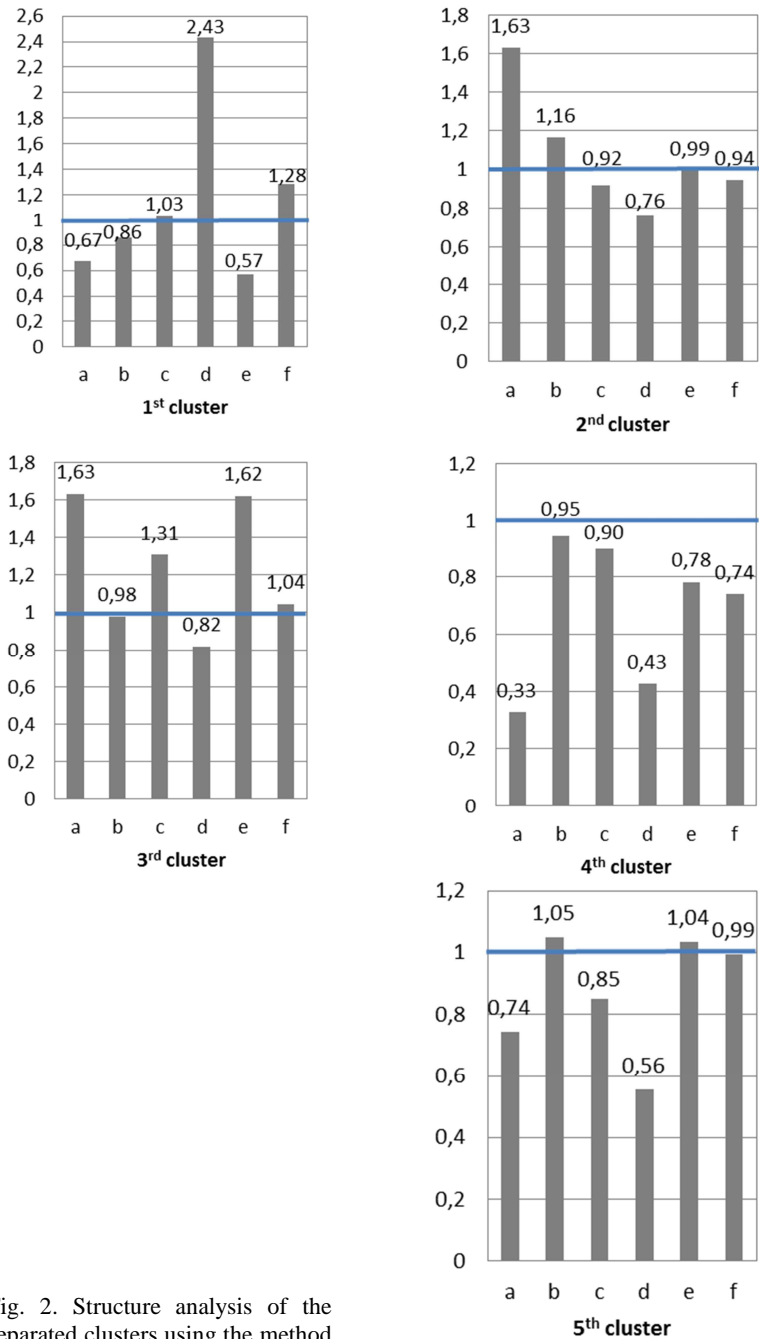 2,6
2,4
2,2
2
1,8
1,6
1,4
1,2
1
0,8
0,6
0,4
0,2
0
0,67 0,86 1,03 2,43 0,57 1,28
a b c d e f
1st cluster
1,8
1,6
1,4
1,2
1
0,8
0,6
0,4
0,2
0
1,63 1,16 0,92 0,76 0,99 0,94
a b c d e f
2nd cluster
1,8
1,6
1,4
1,2
1
0,8
0,6
0,4
0,2
0
1,63 0,98 1,31 0,82 1,62 1,04
a b c d e f
3rd cluster
1,2
1
0,8
0,6
0,4
0,2
0
0,33 0,95 0,90 0,43 0,78 0,74
a b c d e f
4th cluster
1,2
1
0,8
0,6
0,4
0,2
0
0,74 1,05 0,85 0,56 1,04 0,99
a b c d e f
5th cluster
ig. 2. Structure analysis of the
eparated clusters using the method